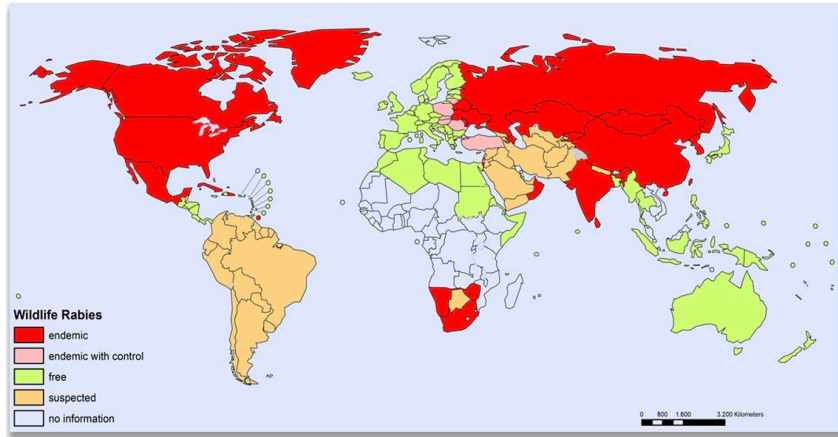 Wildlife Rabies
endemic
endemic with control
free
suspected
no information
0 800 1.600 3.200 Kilometers